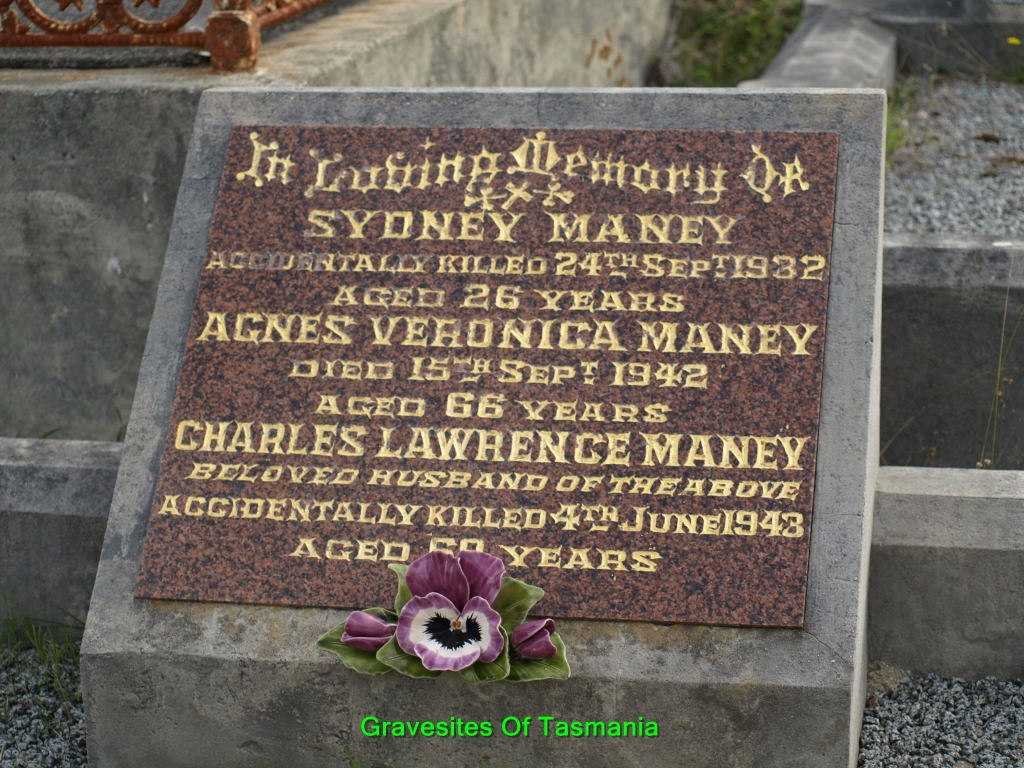 In Loving Memory Of
SYDNEY MANEY
ACCIDENTALLY KILLED 24TH SEPT. 1932
AGED 26 YEARS
AGNES VERONICA MANEY
DIED 15TH SEPT. 1942
AGED 66 YEARS
CHARLES LAWRENCE MANEY
BELOVED HUSBAND OF THE ABOVE
ACCIDENTALLY KILLED 4TH JUNE 1943
AGED YEARS
Gravesites Of Tasmania